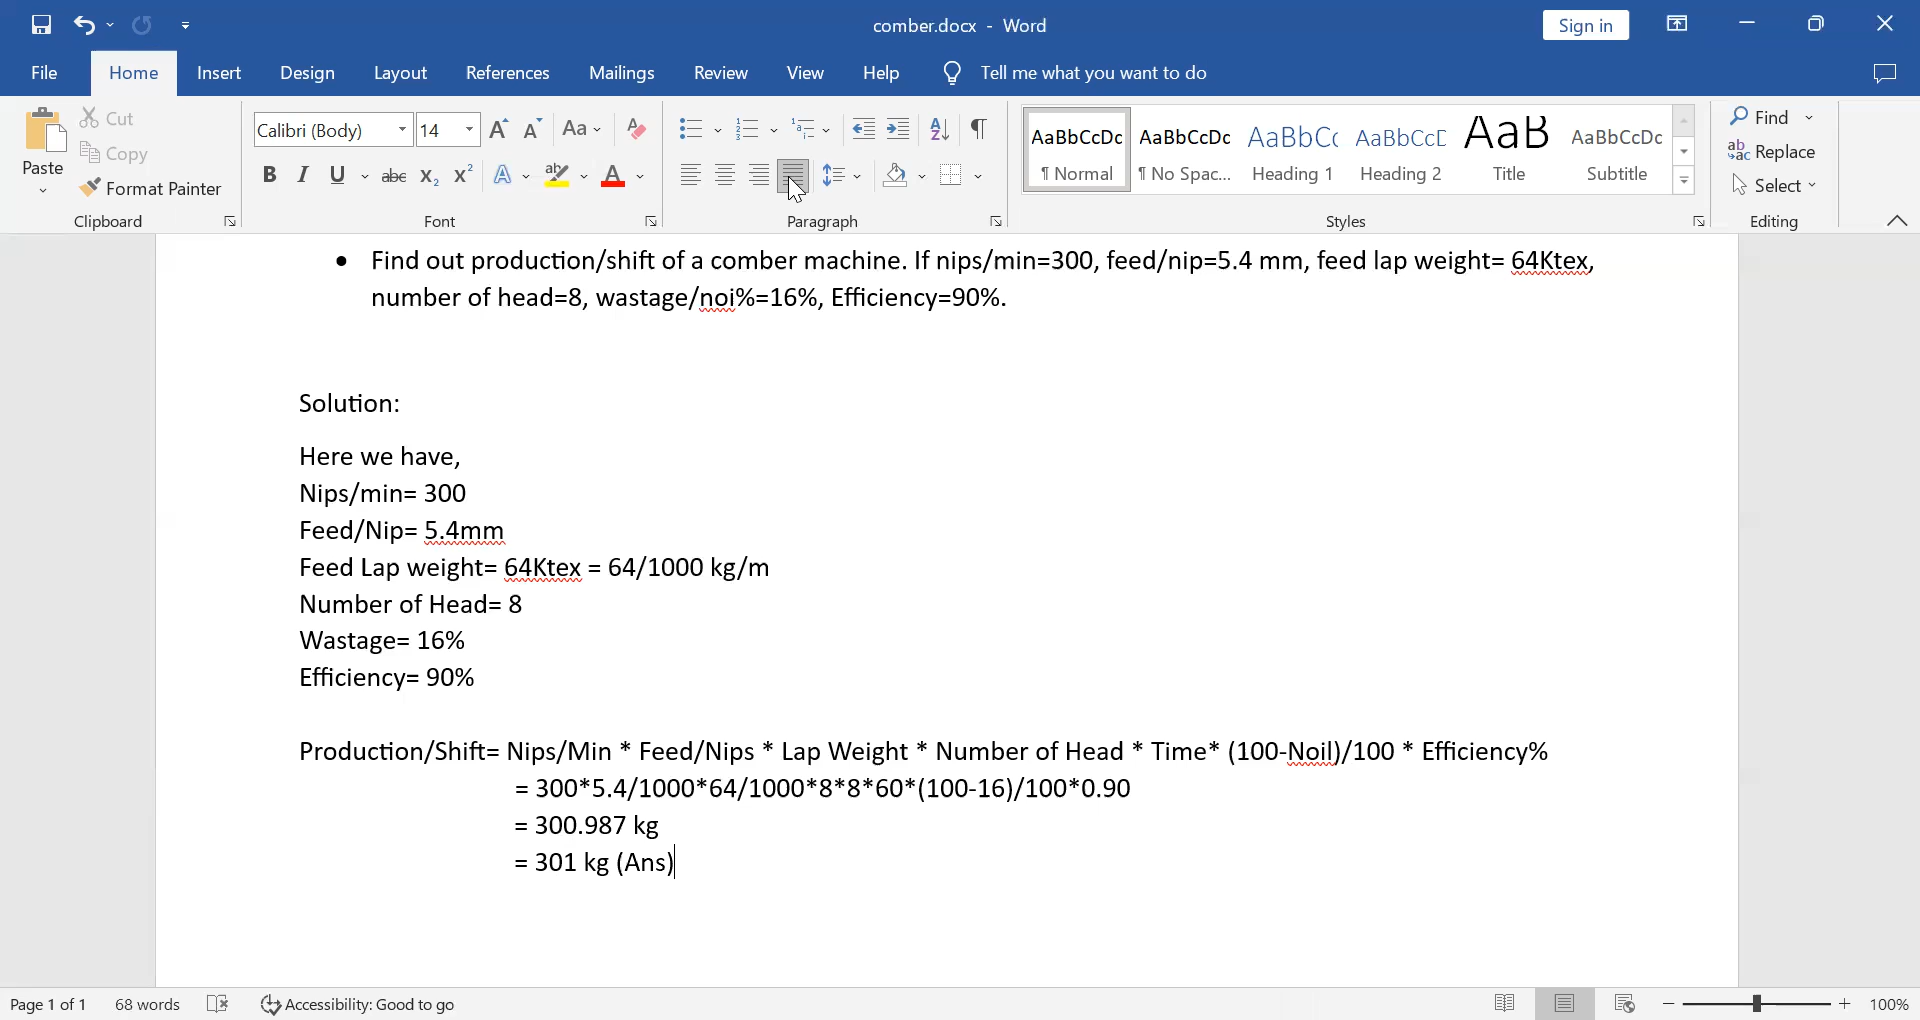 comber.docx - Word
Sign in
File Home Insert Design Layout References Mailings Review View Help Tell me what you want to do
Paste
Cut
Copy
Format Painter
Clipboard
Calibri (Body) 14
Font
Paragraph
AaBbCcDc AaBbCcDc AaBbCc AaBbCcE AaB AaBbCcDc
¶ Normal ¶ No Spac... Heading 1 Heading 2 Title Subtitle
Styles
Find
Replace
Select
Editing
• Find out production/shift of a comber machine. If nips/min=300, feed/nip=5.4 mm, feed lap weight= 64Ktex,
number of head=8, wastage/noi%=16%, Efficiency=90%.
Solution:
Here we have,
Nips/min= 300
Feed/Nip= 5.4mm
Feed Lap weight= 64Ktex = 64/1000 kg/m
Number of Head= 8
Wastage= 16%
Efficiency= 90%
Production/Shift= Nips/Min * Feed/Nips * Lap Weight * Number of Head * Time* (100-Noil)/100 * Efficiency%
= 300*5.4/1000*64/1000*8*8*60*(100-16)/100*0.90
= 300.987 kg
= 301 kg (Ans)
Page 1 of 1 68 words Accessibility: Good to go 100%